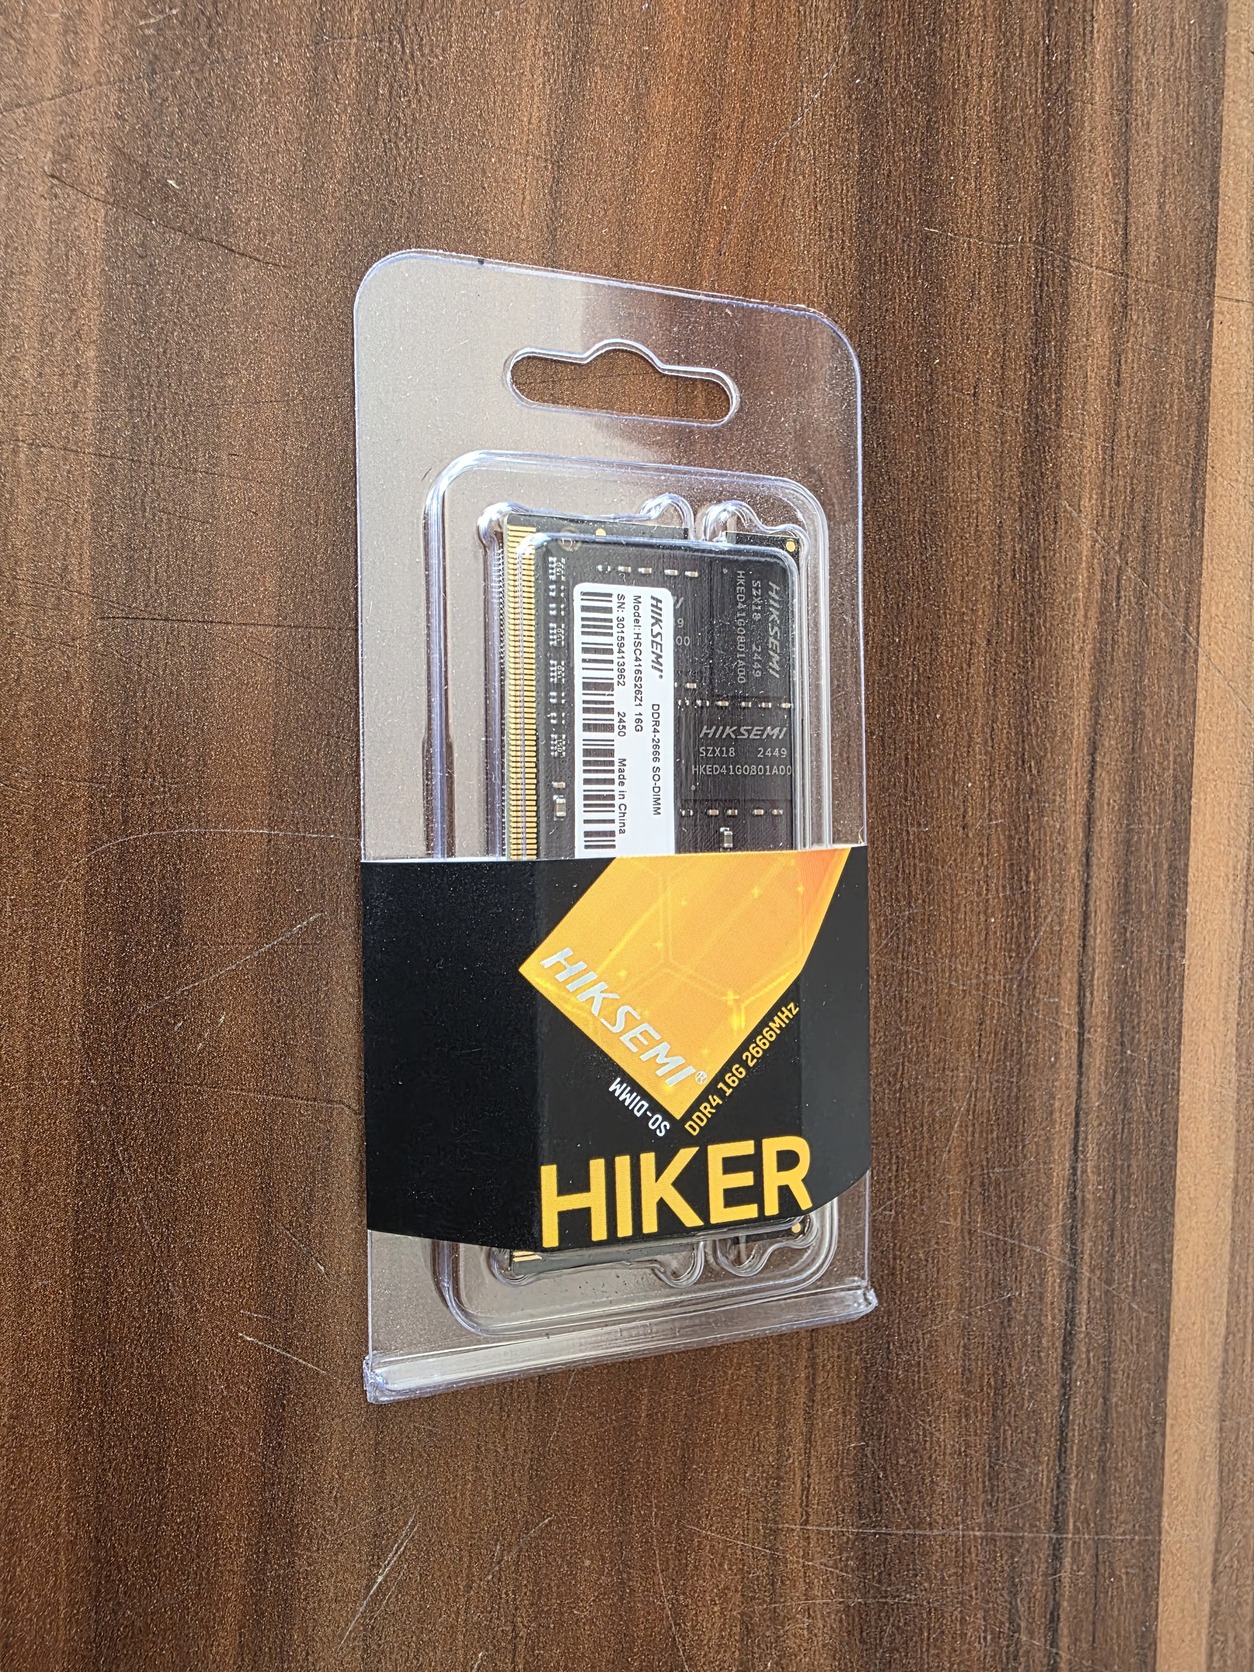 HIKSEMI
SZX18 2449
HKED41G0801A00
HIKSEMI® DDR4-2666 SO-DIMM
Model: HSC416S26Z1 16G
SN: 30159413962 2450 Made in China
HIKSEMI
SZX18 2449
HKED41G0801A00
HIKSEMI®
SO-DIMM
DDR4 16G 2666MHz
HIKER